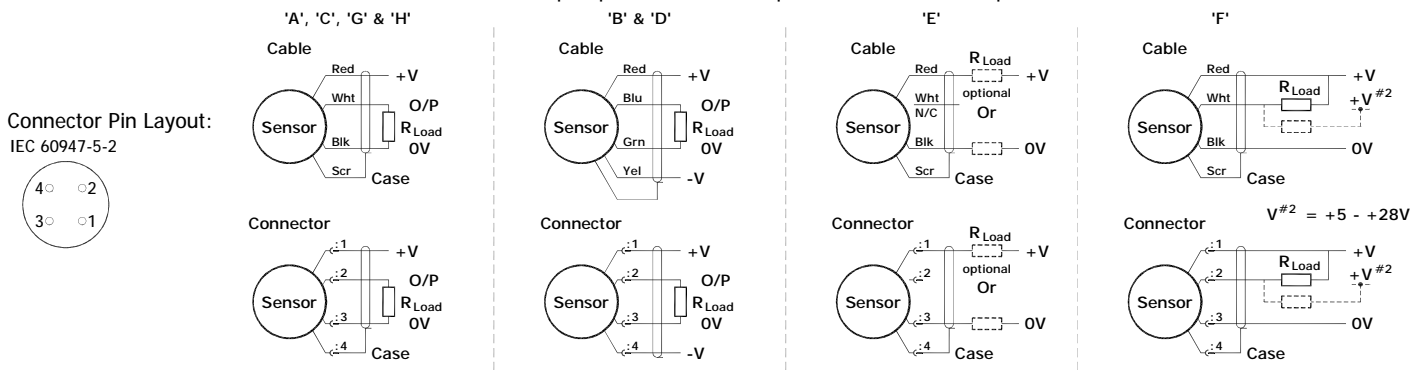 'A', 'C', 'G' & 'H'
'B' & 'D'
'E'
'F'
Connector Pin Layout:
IEC 60947-5-2
4
2
3
1
Cable
Red
+V
Wht
O/P
Sensor
R Load
Blk
0V
Scr
Case
Connector
:1
+V
:2
O/P
Sensor
R Load
:3
0V
:4
Case
Cable
Red
+V
Blu
O/P
Sensor
R Load
Grn
0V
Yel
-V
Connector
:1
+V
:2
O/P
Sensor
R Load
:3
0V
:4
-V
Cable
R Load
Red
+V
optional
Wht
N/C
Or
Sensor
Blk
0V
Scr
Case
Connector
R Load
:1
+V
optional
:2
Or
Sensor
:3
0V
:4
Case
Cable
Red
+V
R Load
Wht
+V #2
Sensor
Blk
0V
Scr
Case
V #2 = +5 - +28V
Connector
:1
+V
R Load
:2
+V #2
Sensor
:3
0V
:4
Case